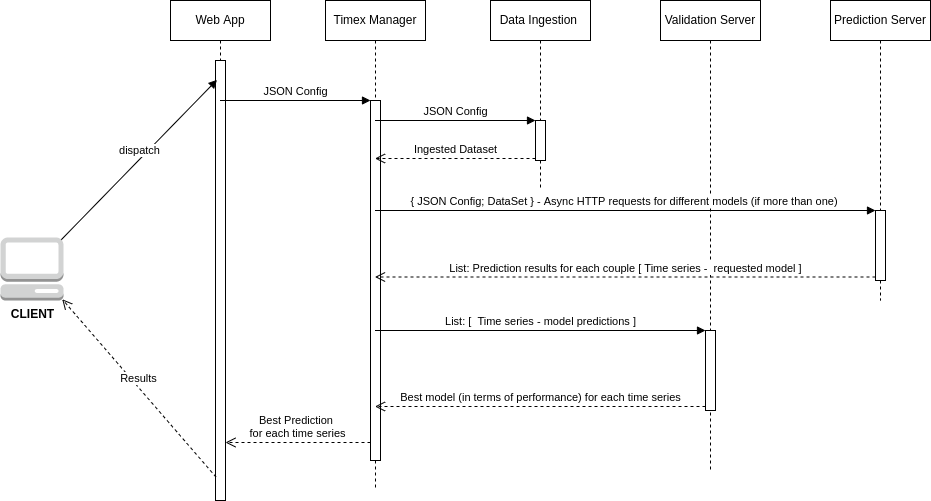 Web App
Timex Manager
Data Ingestion
Validation Server
Prediction Server
JSON Config
JSON Config
dispatch
Ingested Dataset
{ JSON Config; DataSet } - Async HTTP requests for different models (if more than one)
List: Prediction results for each couple [ Time series -  requested model ]
CLIENT
List: [  Time series - model predictions ]
Results
Best model (in terms of performance) for each time series
Best Prediction
for each time series